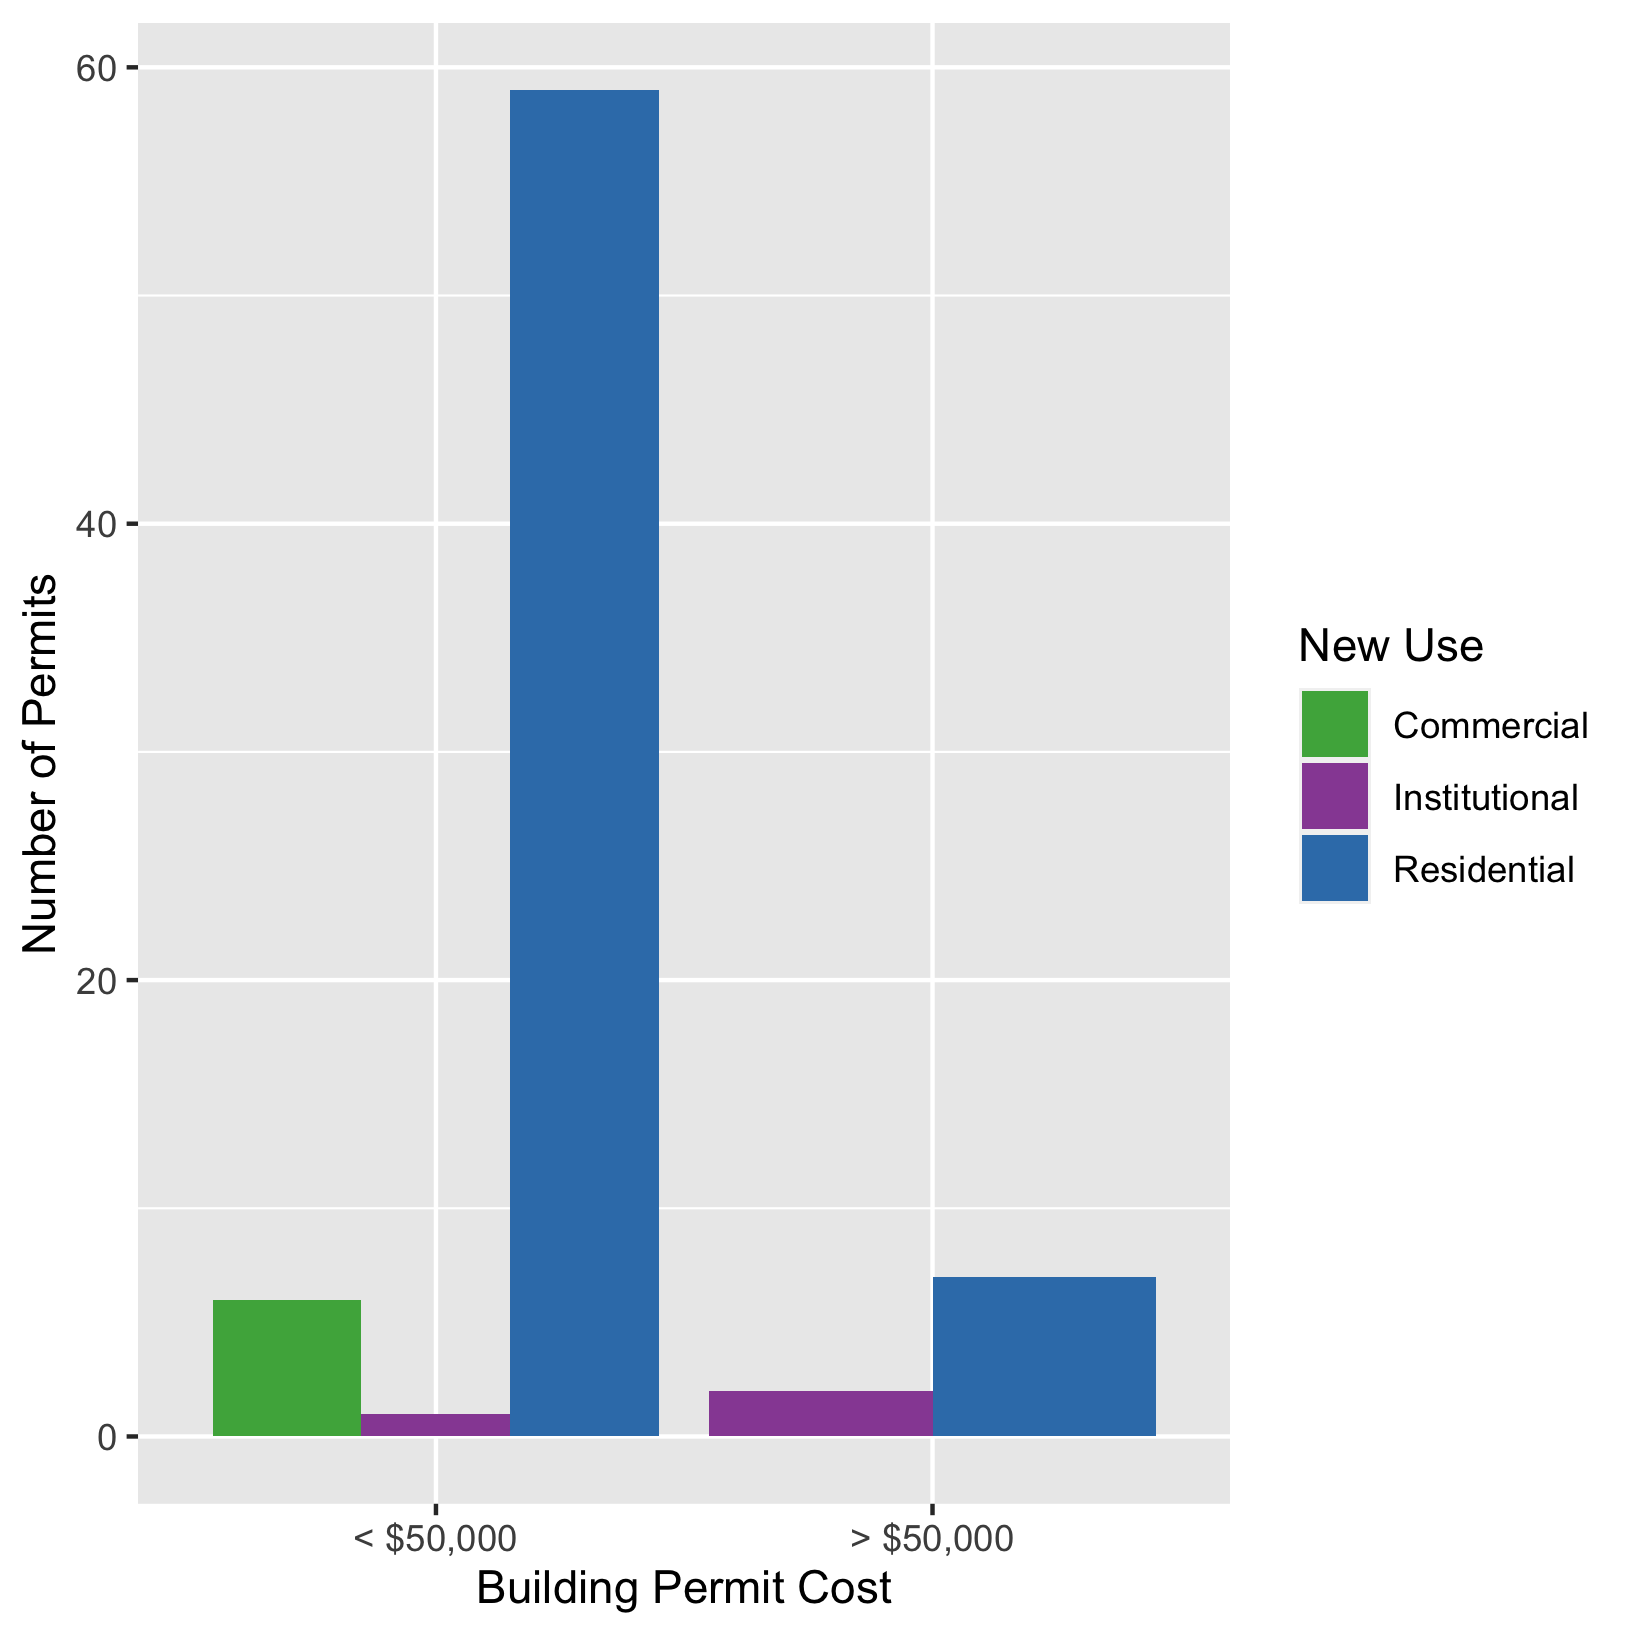 60
40
20
0
Number of Permits
< $50,000
> $50,000
Building Permit Cost
New Use
Commercial
Institutional
Residential